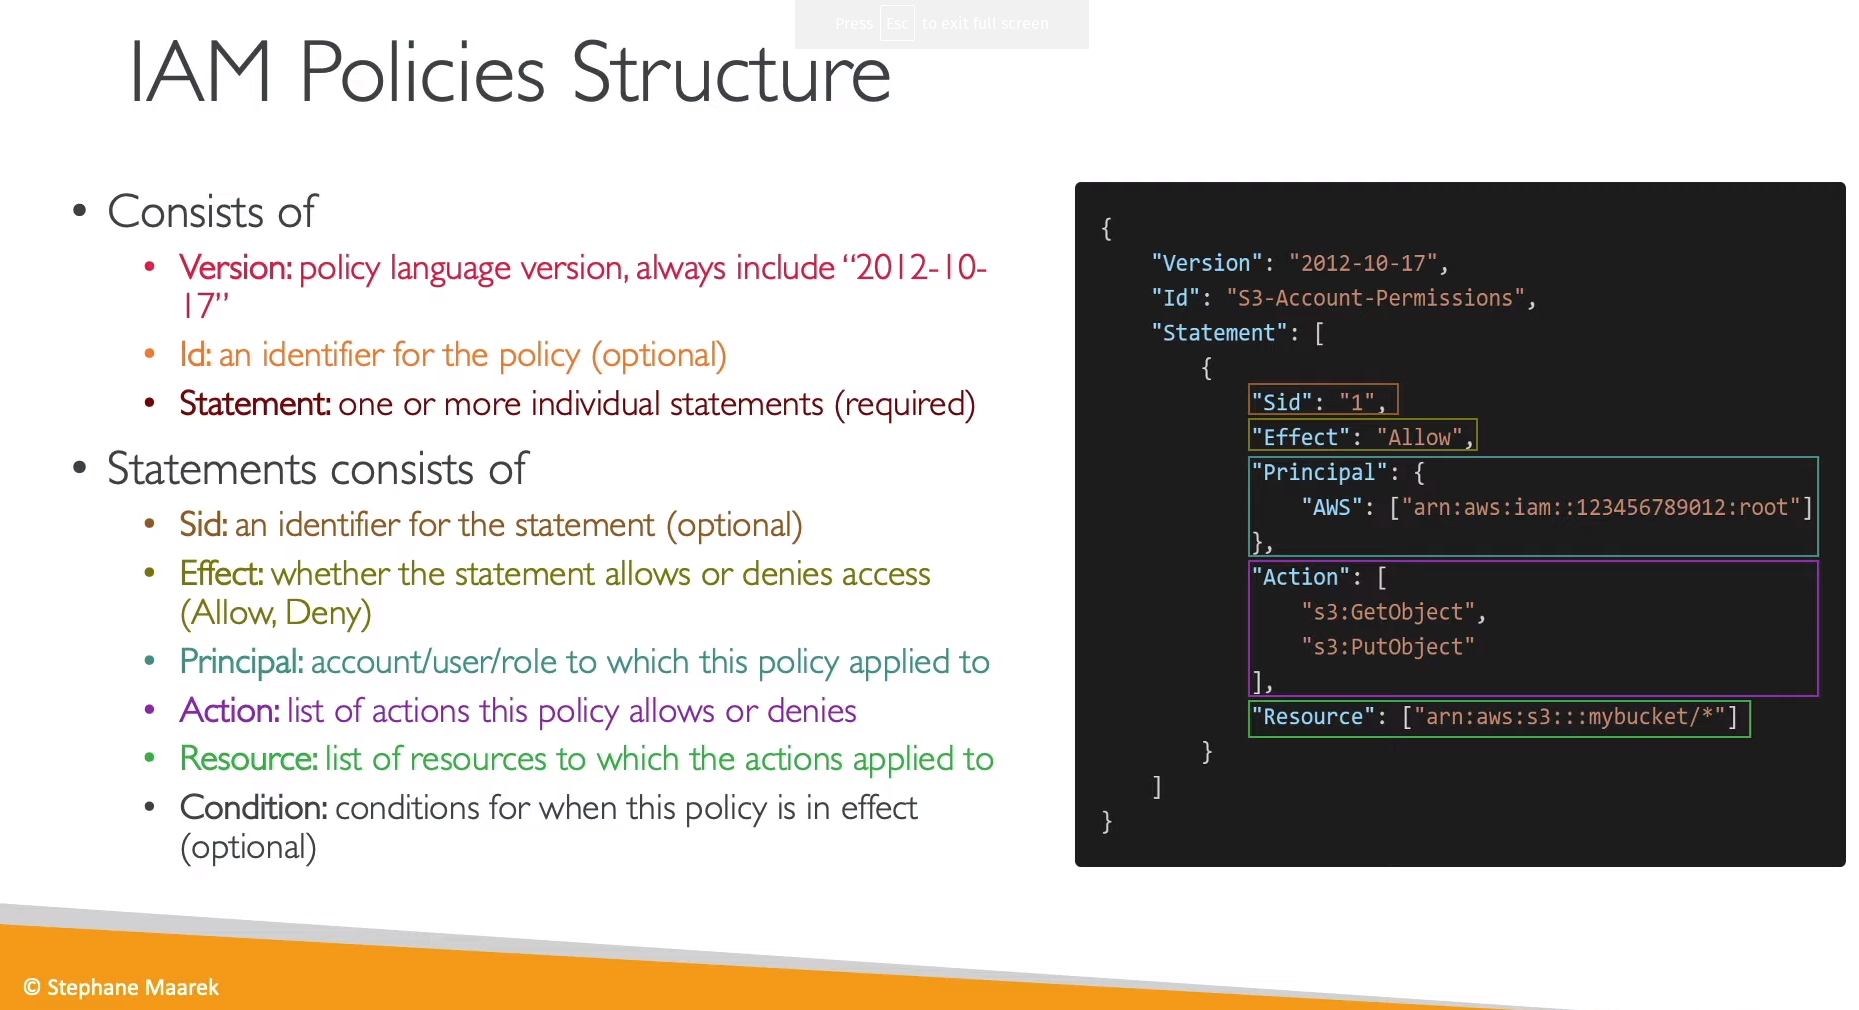 Press Esc to exit full screen
IAM Policies Structure
• Consists of
• Version: policy language version, always include “2012-10-
17”
• Id: an identifier for the policy (optional)
• Statement: one or more individual statements (required)
• Statements consists of
• Sid: an identifier for the statement (optional)
• Effect: whether the statement allows or denies access
(Allow, Deny)
• Principal: account/user/role to which this policy applied to
• Action: list of actions this policy allows or denies
• Resource: list of resources to which the actions applied to
• Condition: conditions for when this policy is in effect
(optional)
{
    "Version": "2012-10-17",
    "Id": "S3-Account-Permissions",
    "Statement": [
        {
            "Sid": "1",
            "Effect": "Allow",
            "Principal": {
                "AWS": ["arn:aws:iam::123456789012:root"]
            },
            "Action": [
                "s3:GetObject",
                "s3:PutObject"
            ],
            "Resource": ["arn:aws:s3:::mybucket/*"]
        }
    ]
}
© Stephane Maarek